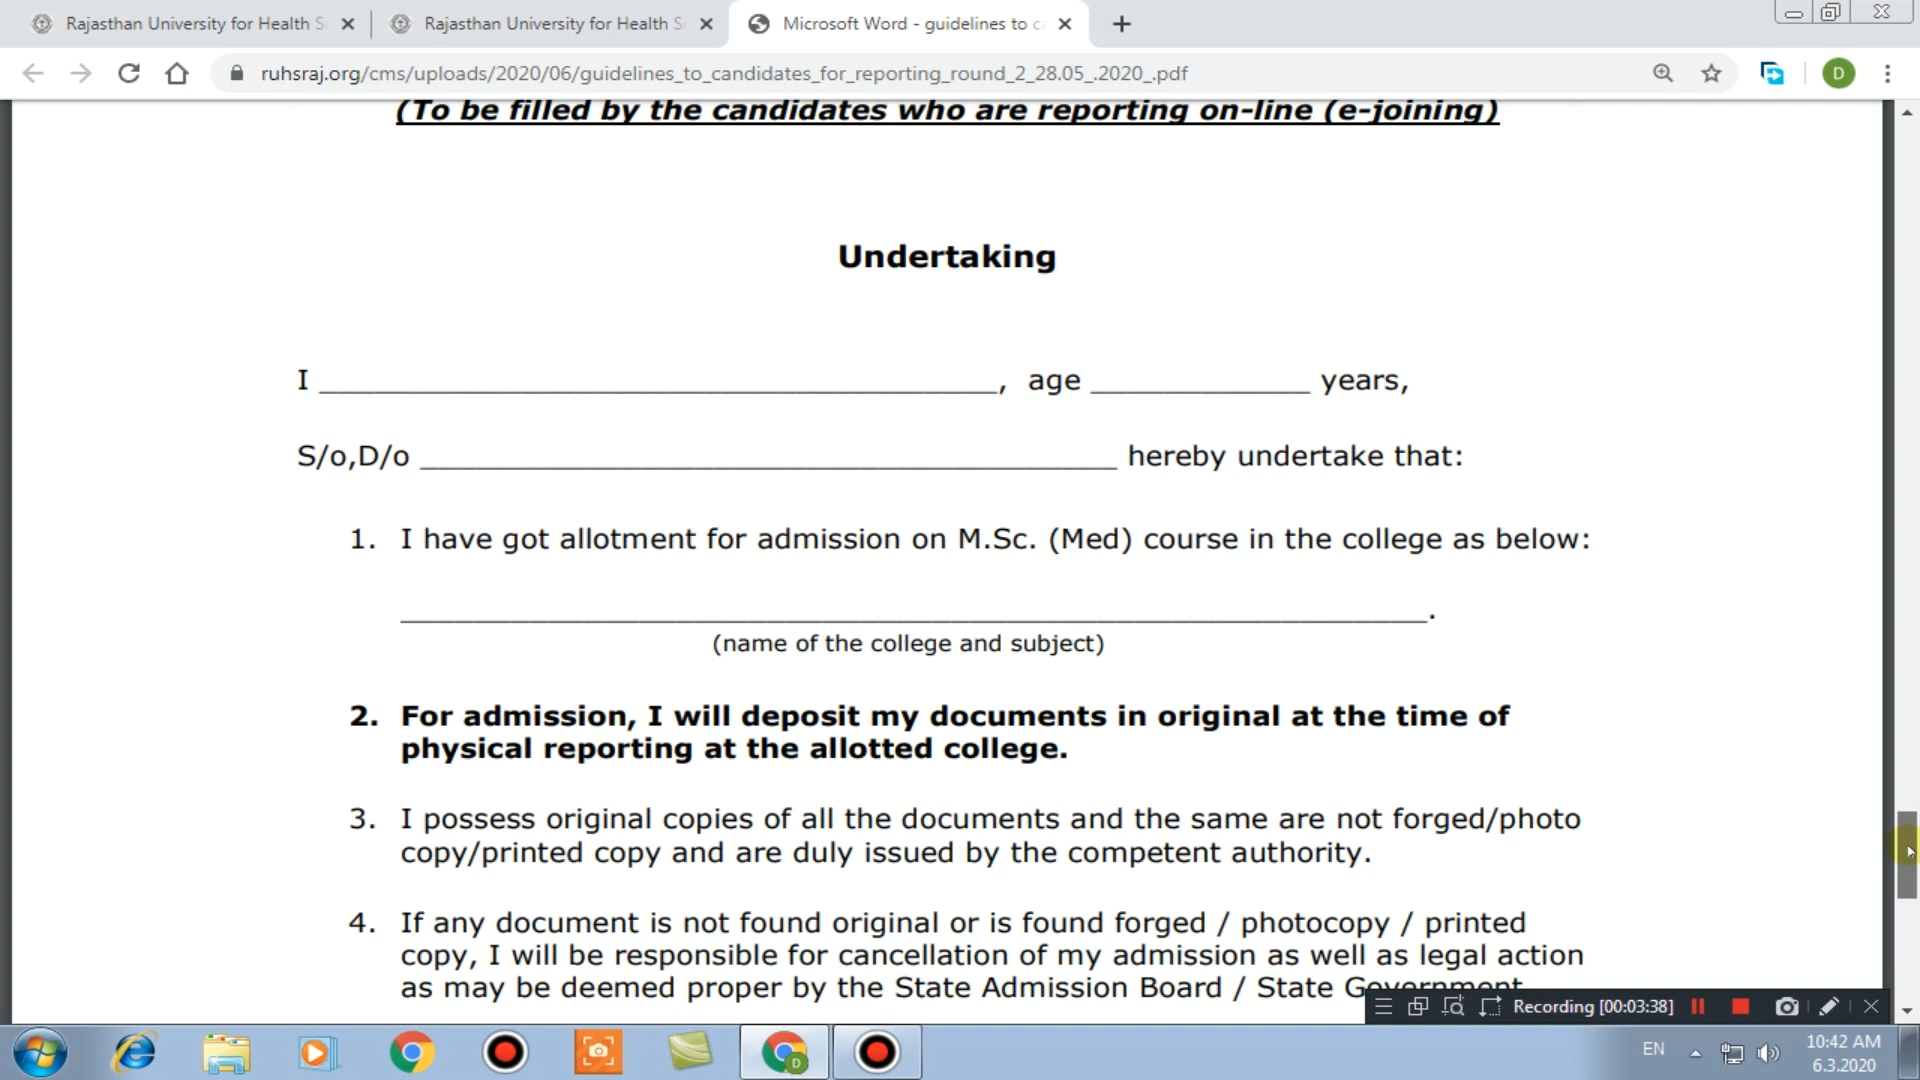 Rajasthan University for Health S
Rajasthan University for Health S
Microsoft Word - guidelines to c
ruhsraj.org/cms/uploads/2020/06/guidelines_to_candidates_for_reporting_round_2_28.05_.2020_.pdf
D
(To be filled by the candidates who are reporting on-line (e-joining)
Undertaking
I ____________________________________, age ____________ years,
S/o,D/o _____________________________________ hereby undertake that:
1. I have got allotment for admission on M.Sc. (Med) course in the college as below:
_______________________________________________________.
(name of the college and subject)
2. For admission, I will deposit my documents in original at the time of
physical reporting at the allotted college.
3. I possess original copies of all the documents and the same are not forged/photo
copy/printed copy and are duly issued by the competent authority.
4. If any document is not found original or is found forged / photocopy / printed
copy, I will be responsible for cancellation of my admission as well as legal action
as may be deemed proper by the State Admission Board / State Government
Recording [00:03:38]
D
EN
10:42 AM
6.3.2020